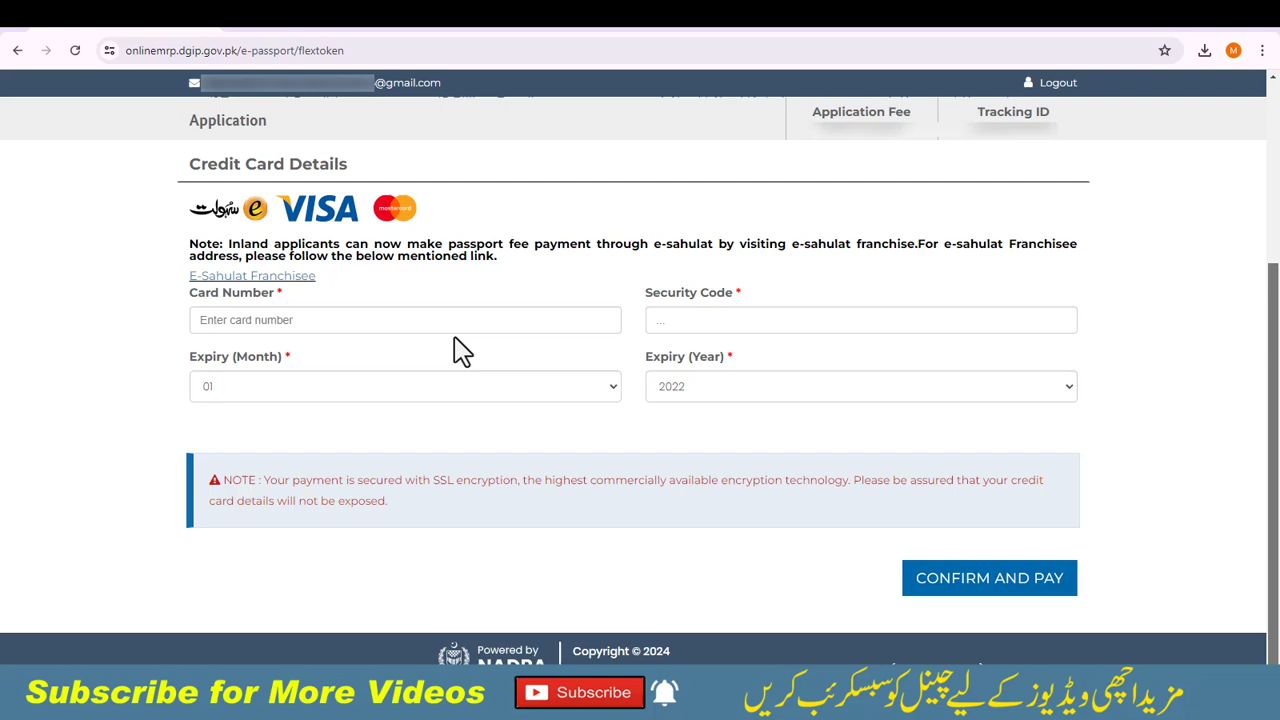 onlinemrp.dgip.gov.pk/e-passport/flextoken
M
@gmail.com
Logout
Application
Application Fee
Tracking ID
Credit Card Details
سہولت e VISA mastercard
Note: Inland applicants can now make passport fee payment through e-sahulat by visiting e-sahulat franchise.For e-sahulat Franchisee
address, please follow the below mentioned link.
E-Sahulat Franchisee
Card Number *
Security Code *
Enter card number
...
Expiry (Month) *
Expiry (Year) *
01
2022
NOTE : Your payment is secured with SSL encryption, the highest commercially available encryption technology. Please be assured that your credit
card details will not be exposed.
CONFIRM AND PAY
Powered by
NADRA
Copyright © 2024
Subscribe for More Videos
Subscribe
مزید اچھی ویڈیوز کے لیے چینل کو سبسکرائب کریں